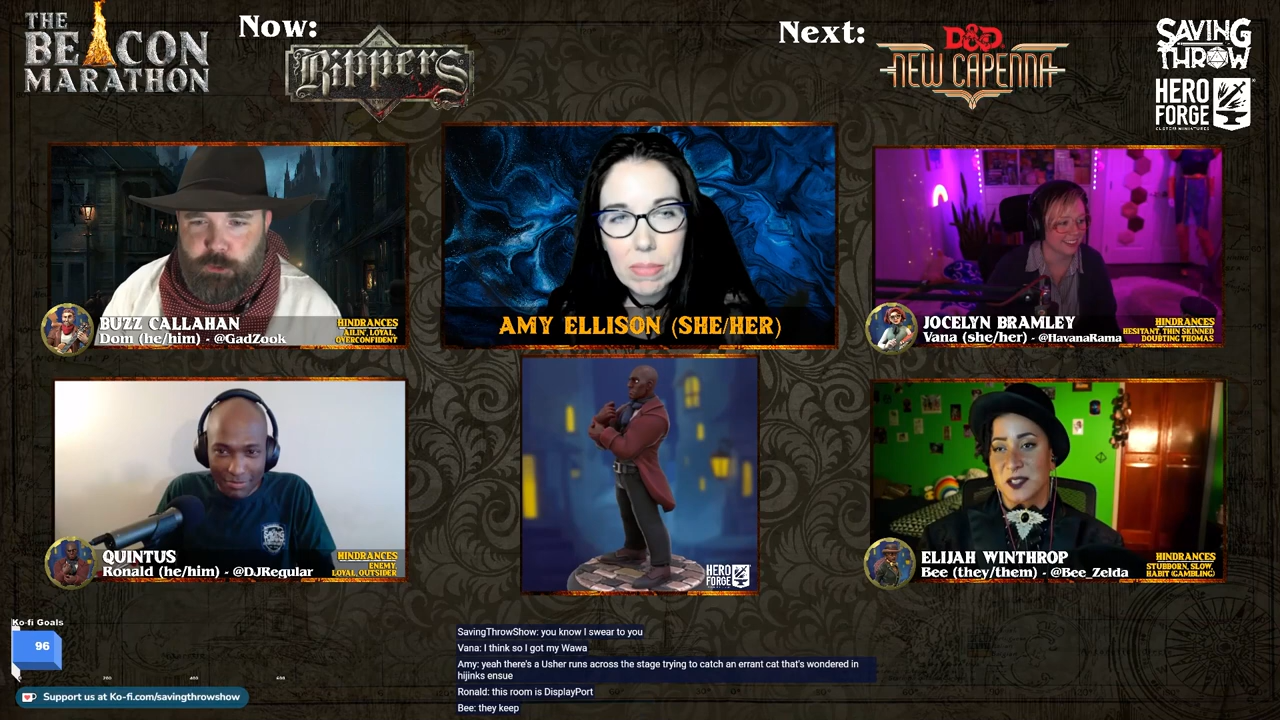 THE
BEACON
MARATHON
Now:
Rippers
Next:
D&D
NEW CAPENNA
SAVING
THROW
HERO
FORGE
CUSTOM MINIATURES
BUZZ CALLAHAN
Dom (he/him) - @GadZook
HINDRANCES
AILIN', LOYAL,
OVERCONFIDENT
AMY ELLISON (SHE/HER)
JOCELYN BRAMLEY
Vana (she/her) - @HavanaRama
HINDRANCES
HESITANT, THIN SKINNED
DOUBTING THOMAS
QUINTUS
Ronald (he/him) - @DJRegular
HINDRANCES
ENEMY,
LOYAL, OUTSIDER
HERO
FORGE
ELIJAH WINTHROP
Bee (they/them) - @Bee_Zelda
HINDRANCES
STUBBORN, SLOW,
HABIT (GAMBLING)
Ko-fi Goals
96
Support us at Ko-fi.com/savingthrowshow
SavingThrowShow: you know I swear to you
Vana: I think so I got my Wawa
Amy: yeah there's a Usher runs across the stage trying to catch an errant cat that's wondered in
hijinks ensue
Ronald: this room is DisplayPort
Bee: they keep